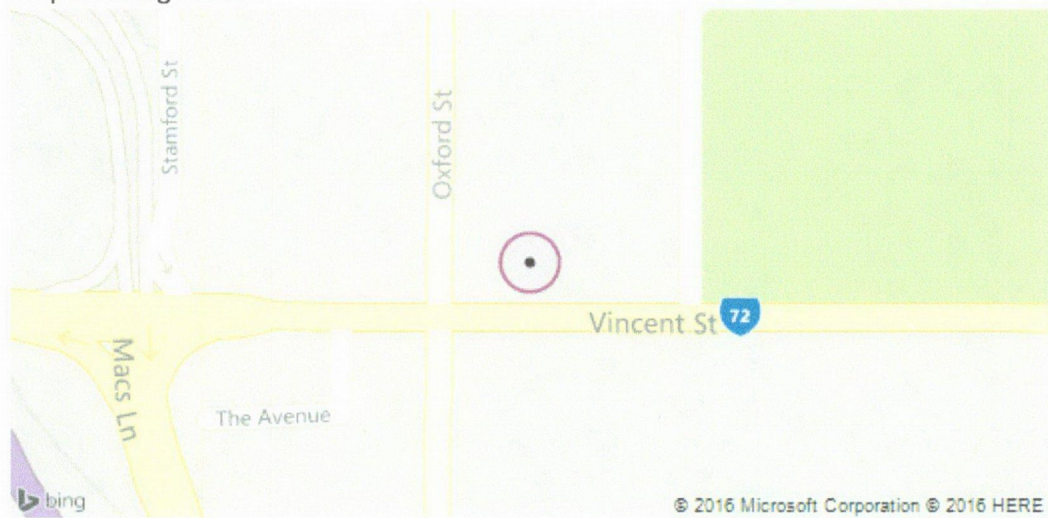 Stamford St
Oxford St
Vincent St
72
Macs Ln
The Avenue
bing
© 2016 Microsoft Corporation © 2016 HERE